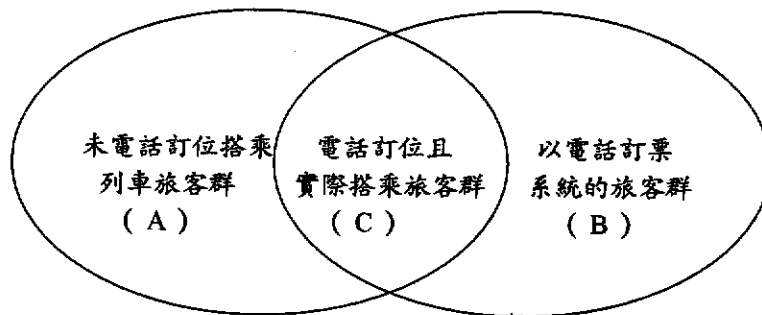 未電話訂位搭乘
列車旅客群
( A )
電話訂位且
實際搭乘旅客群
( C )
以電話訂票
系統的旅客群
( B )